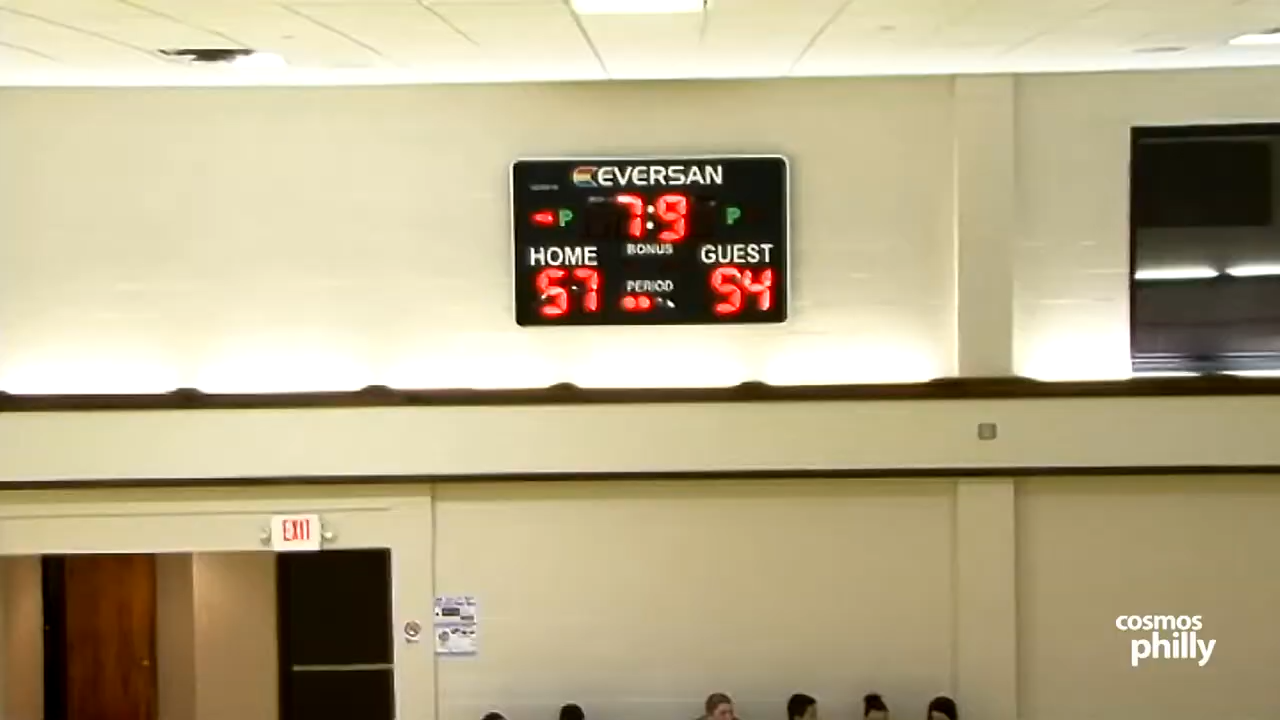 EVERSAN
P 7:9 P
HOME BONUS GUEST
57 PERIOD 54
EXIT
cosmos
philly